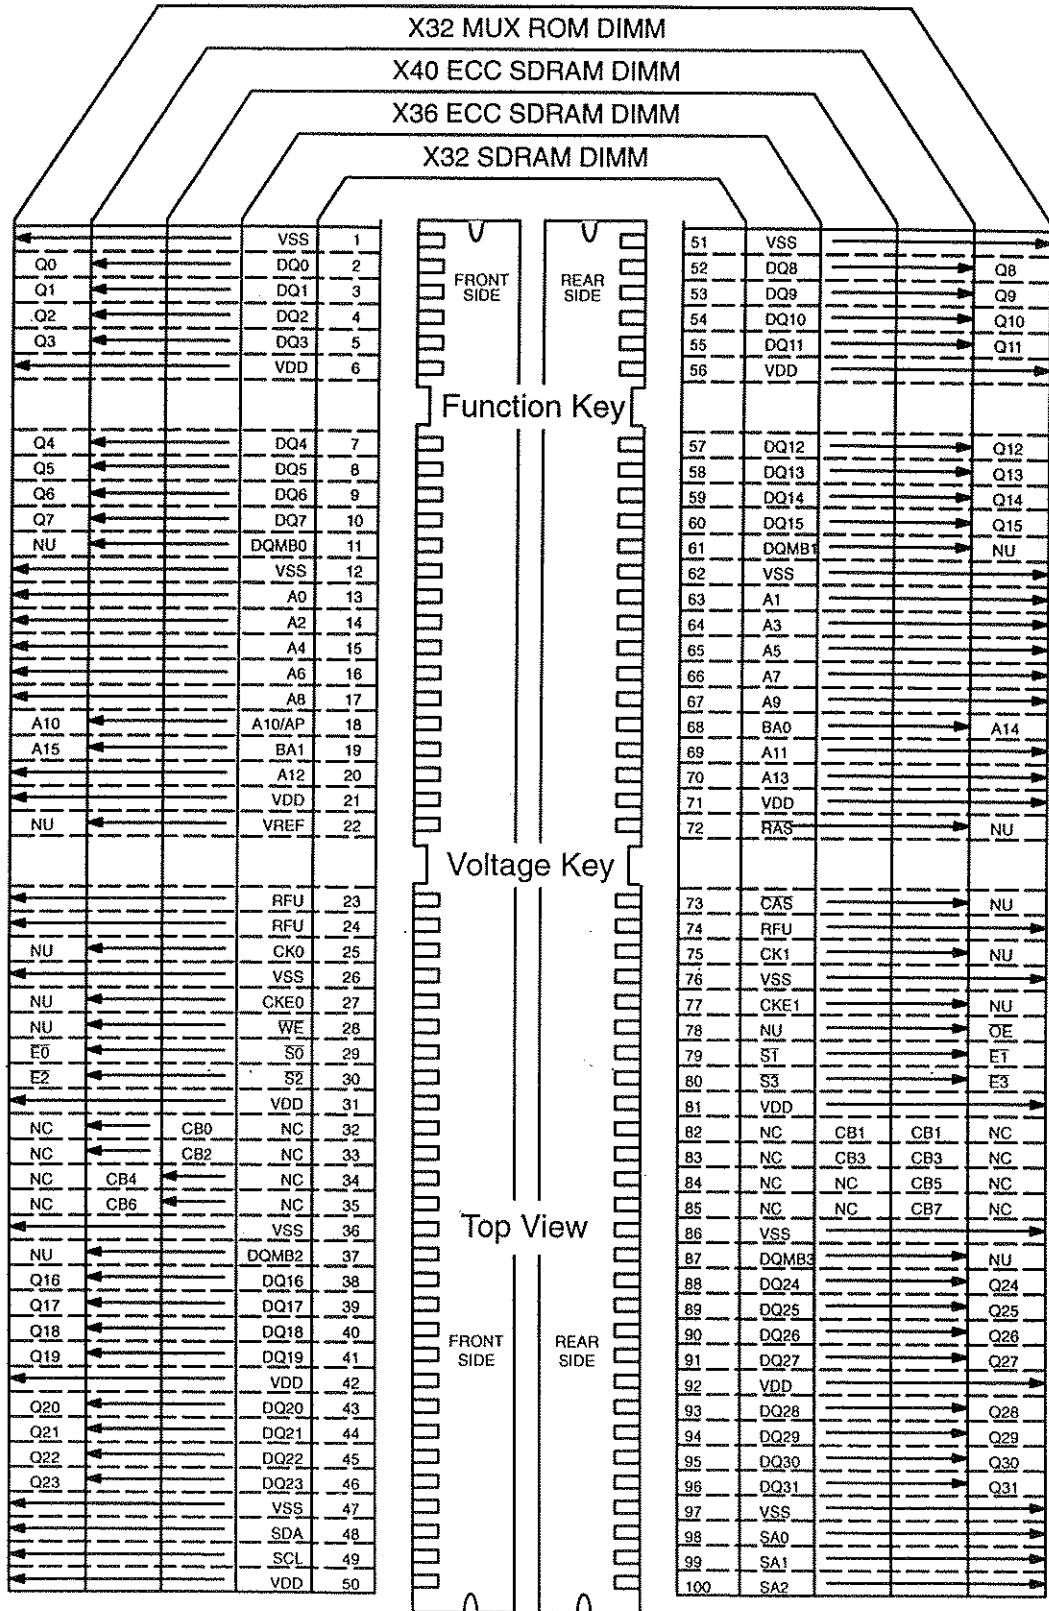 X32 MUX ROM DIMM
X40 ECC SDRAM DIMM
X36 ECC SDRAM DIMM
X32 SDRAM DIMM
VSS 1
Q0 DQ0 2
Q1 DQ1 3
Q2 DQ2 4
Q3 DQ3 5
VDD 6
Q4 DQ4 7
Q5 DQ5 8
Q6 DQ6 9
Q7 DQ7 10
NU DQMB0 11
VSS 12
A0 13
A2 14
A4 15
A6 16
A8 17
A10 A10/AP 18
A15 BA1 19
A12 20
VDD 21
NU VREF 22
RFU 23
RFU 24
NU CK0 25
VSS 26
NU CKE0 27
NU W̅E̅ 28
E̅0̅ S̅0̅ 29
E̅2̅ S̅2̅ 30
VDD 31
NC CB0 NC 32
NC CB2 NC 33
NC CB4 NC 34
NC CB6 NC 35
VSS 36
NU DQMB2 37
Q16 DQ16 38
Q17 DQ17 39
Q18 DQ18 40
Q19 DQ19 41
VDD 42
Q20 DQ20 43
Q21 DQ21 44
Q22 DQ22 45
Q23 DQ23 46
VSS 47
SDA 48
SCL 49
VDD 50
FRONT
SIDE
REAR
SIDE
Function Key
Voltage Key
Top View
FRONT
SIDE
REAR
SIDE
51 VSS
52 DQ8 Q8
53 DQ9 Q9
54 DQ10 Q10
55 DQ11 Q11
56 VDD
57 DQ12 Q12
58 DQ13 Q13
59 DQ14 Q14
60 DQ15 Q15
61 DQMB1 NU
62 VSS
63 A1
64 A3
65 A5
66 A7
67 A9
68 BA0 A14
69 A11
70 A13
71 VDD
72 R̅A̅S̅ NU
73 C̅A̅S̅ NU
74 RFU
75 CK1 NU
76 VSS
77 CKE1 NU
78 NU O̅E̅
79 S̅1̅ E̅1̅
80 S̅3̅ E̅3̅
81 VDD
82 NC CB1 CB1 NC
83 NC CB3 CB3 NC
84 NC NC CB5 NC
85 NC NC CB7 NC
86 VSS
87 DQMB3 NU
88 DQ24 Q24
89 DQ25 Q25
90 DQ26 Q26
91 DQ27 Q27
92 VDD
93 DQ28 Q28
94 DQ29 Q29
95 DQ30 Q30
96 DQ31 Q31
97 VSS
98 SA0
99 SA1
100 SA2